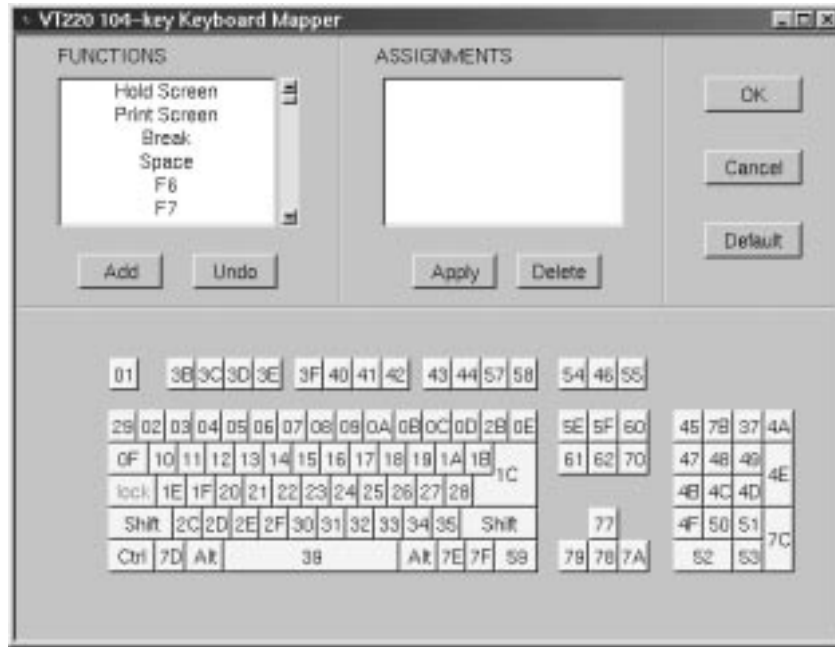 VT220 104-key Keyboard Mapper
FUNCTIONS
Hold Screen
Print Screen
Break
Space
F6
F7
Add Undo
ASSIGNMENTS
Apply Delete
OK
Cancel
Default
01 3B 3C 3D 3E 3F 40 41 42 43 44 57 58 54 46 55
29 02 03 04 05 06 07 08 09 0A 0B 0C 0D 2B 0E 5E 5F 60 45 7B 37 4A
0F 10 11 12 13 14 15 16 17 18 19 1A 1B 1C 61 62 70 47 48 49 4E
lock 1E 1F 20 21 22 23 24 25 26 27 28 4B 4C 4D
Shift 2C 2D 2E 2F 30 31 32 33 34 35 Shift 77 4F 50 51 7C
Ctrl 7D Alt 39 Alt 7E 7F 59 79 78 7A 52 53